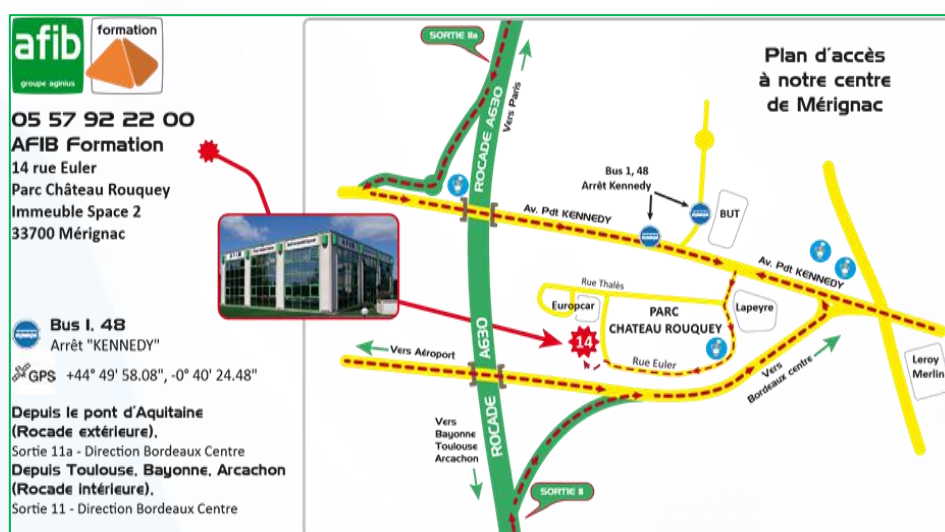 afib
groupe aginius
formation
05 57 92 22 00
AFIB Formation
14 rue Euler
Parc Château Rouquey
Immeuble Space 2
33700 Mérignac
AFIB
Bus 1, 48
Arrêt "KENNEDY"
GPS +44° 49' 58.08", -0° 40' 24.48"
Depuis le pont d'Aquitaine
(Rocade extérieure),
Sortie 11a - Direction Bordeaux Centre
Depuis Toulouse, Bayonne, Arcachon
(Rocade intérieure),
Sortie 11 - Direction Bordeaux Centre
Plan d'accès
à notre centre
de Mérignac
SORTIE 11a
Vers Paris
ROCADE A630
Bus 1, 48
Arrêt Kennedy
BUT
Av. Pdt KENNEDY
Av. Pdt KENNEDY
Rue Thalès
Europcar
PARC
CHATEAU ROUQUEY
Lapeyre
14
Rue Euler
Leroy
Merlin
Vers Aéroport
Vers
Bordeaux centre
ROCADE A630
Vers
Bayonne
Toulouse
Arcachon
SORTIE 11